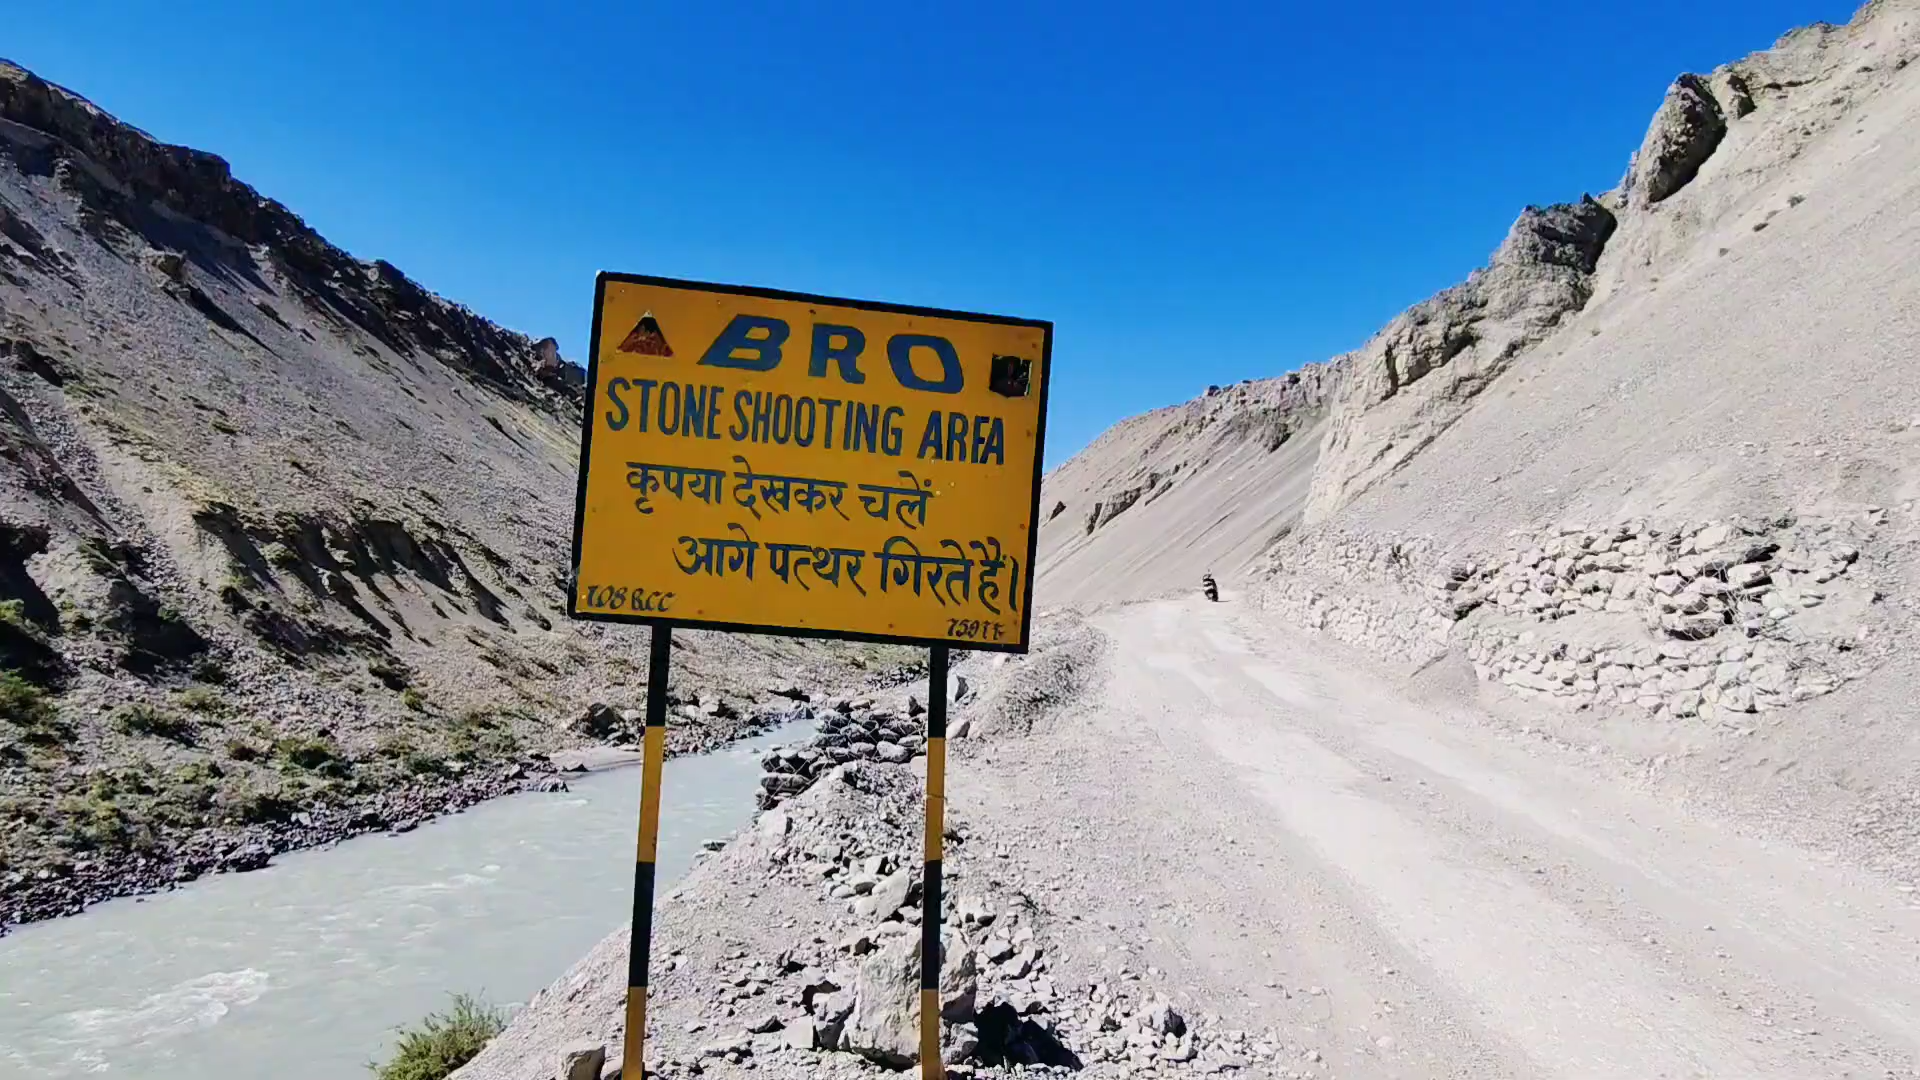 BRO
STONE SHOOTING AREA
कृपया देखकर चलें
आगे पत्थर गिरते हैं।
108 RCC
759 TF